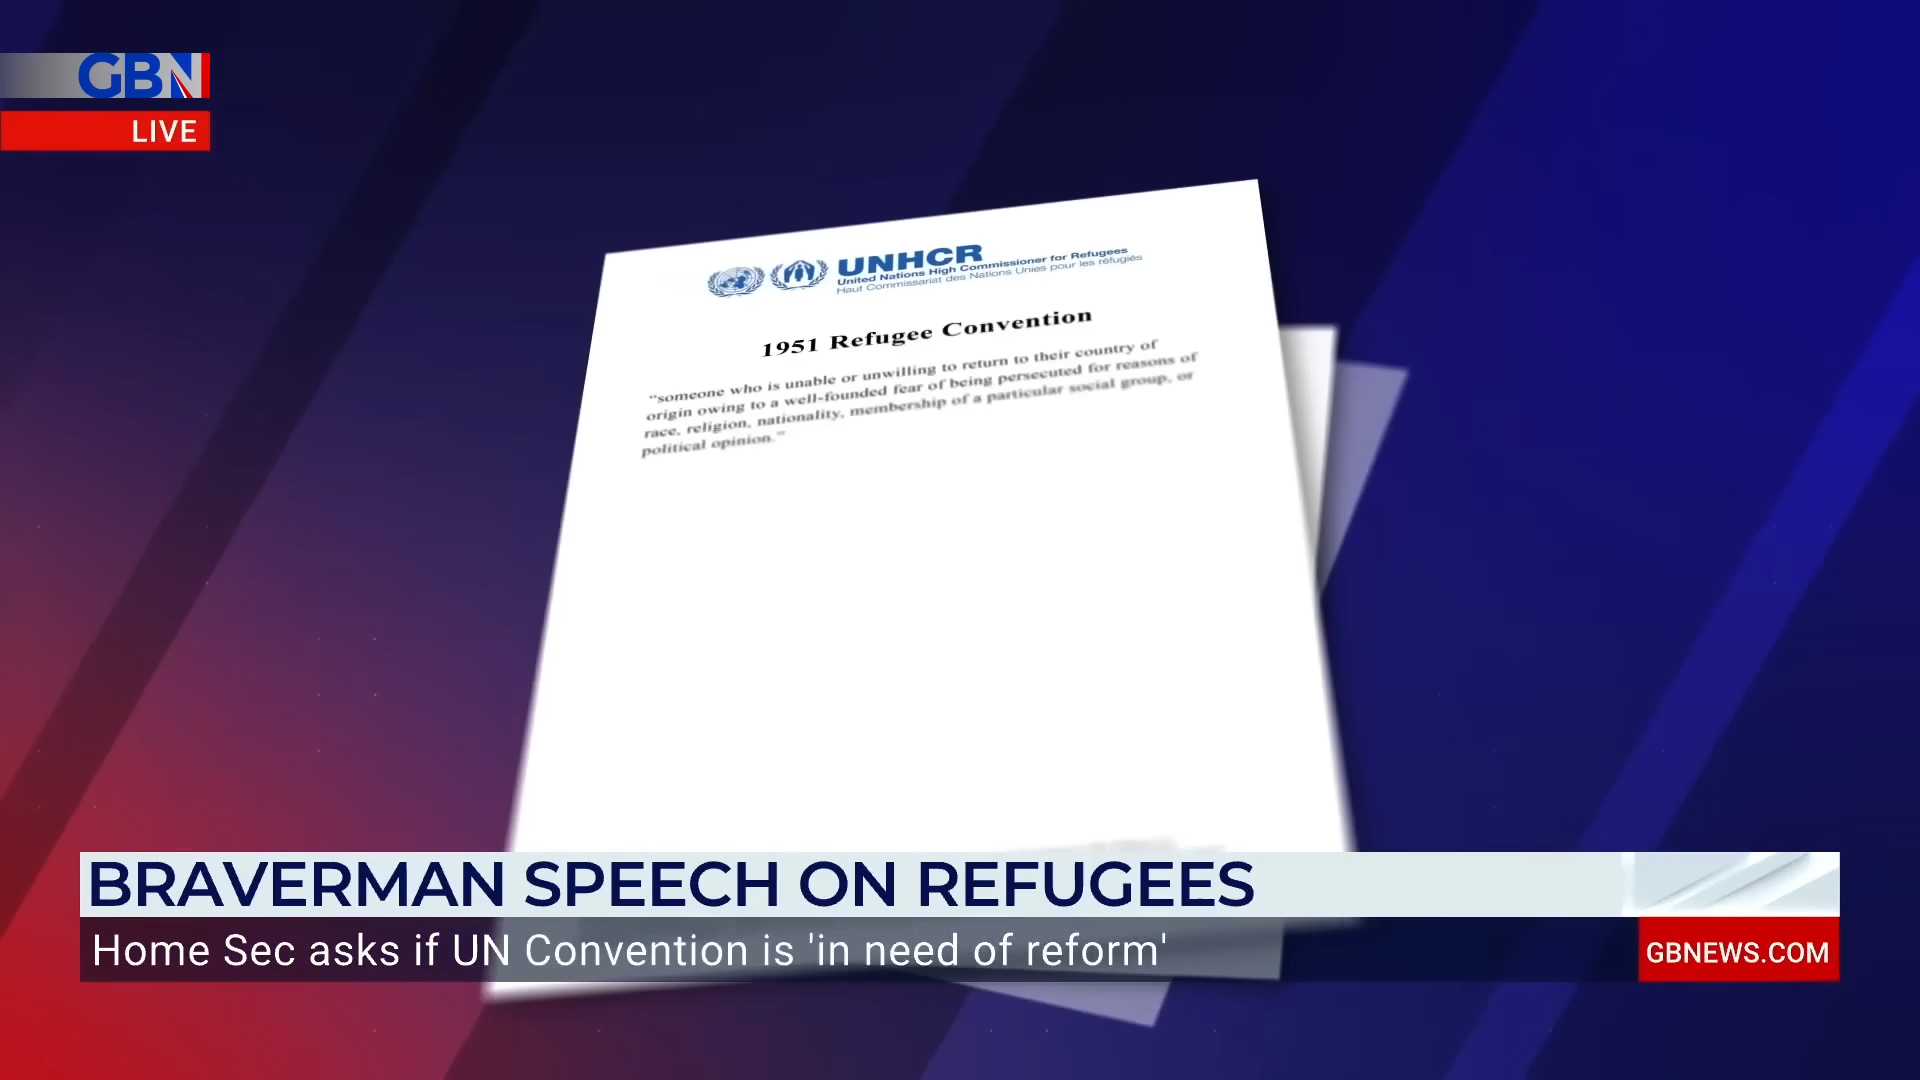 GBN
LIVE
UNHCR
United Nations High Commissioner for Refugees
Haut Commissariat des Nations Unies pour les réfugiés
1951 Refugee Convention
"someone who is unable or unwilling to return to their country of
origin owing to a well-founded fear of being persecuted for reasons of
race, religion, nationality, membership of a particular social group, or
political opinion."
BRAVERMAN SPEECH ON REFUGEES
Home Sec asks if UN Convention is 'in need of reform'
GBNEWS.COM